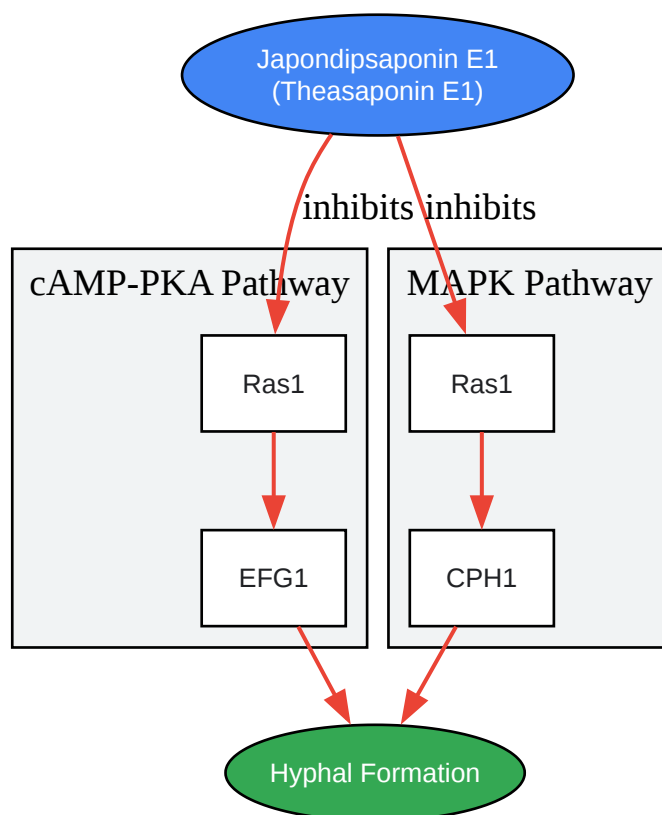 Japondipsaponin E1
(Theasaponin E1)
inhibits inhibits
cAMP-PKA Pathway
MAPK Pathway
Ras1
Ras1
EFG1
CPH1
Hyphal Formation